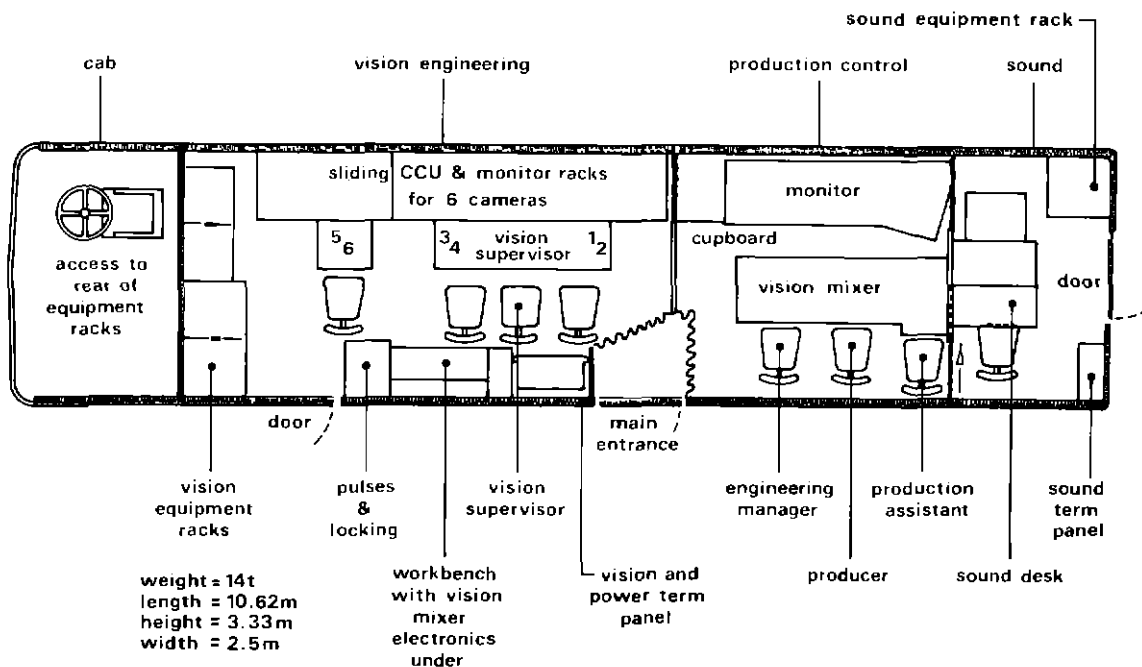 sound equipment rack
cab
vision engineering
production control
sound
sliding CCU & monitor racks
for 6 cameras
monitor
5
6
3
4
vision
supervisor
1
2
cupboard
access to
rear of
equipment
racks
vision mixer
door
door
main
entrance
vision
equipment
racks
pulses
&
locking
vision
supervisor
engineering
manager
production
assistant
sound
term
panel
workbench
with vision
mixer
electronics
under
vision and
power term
panel
producer
sound desk
weight = 14t
length = 10.62m
height = 3.33m
width = 2.5m